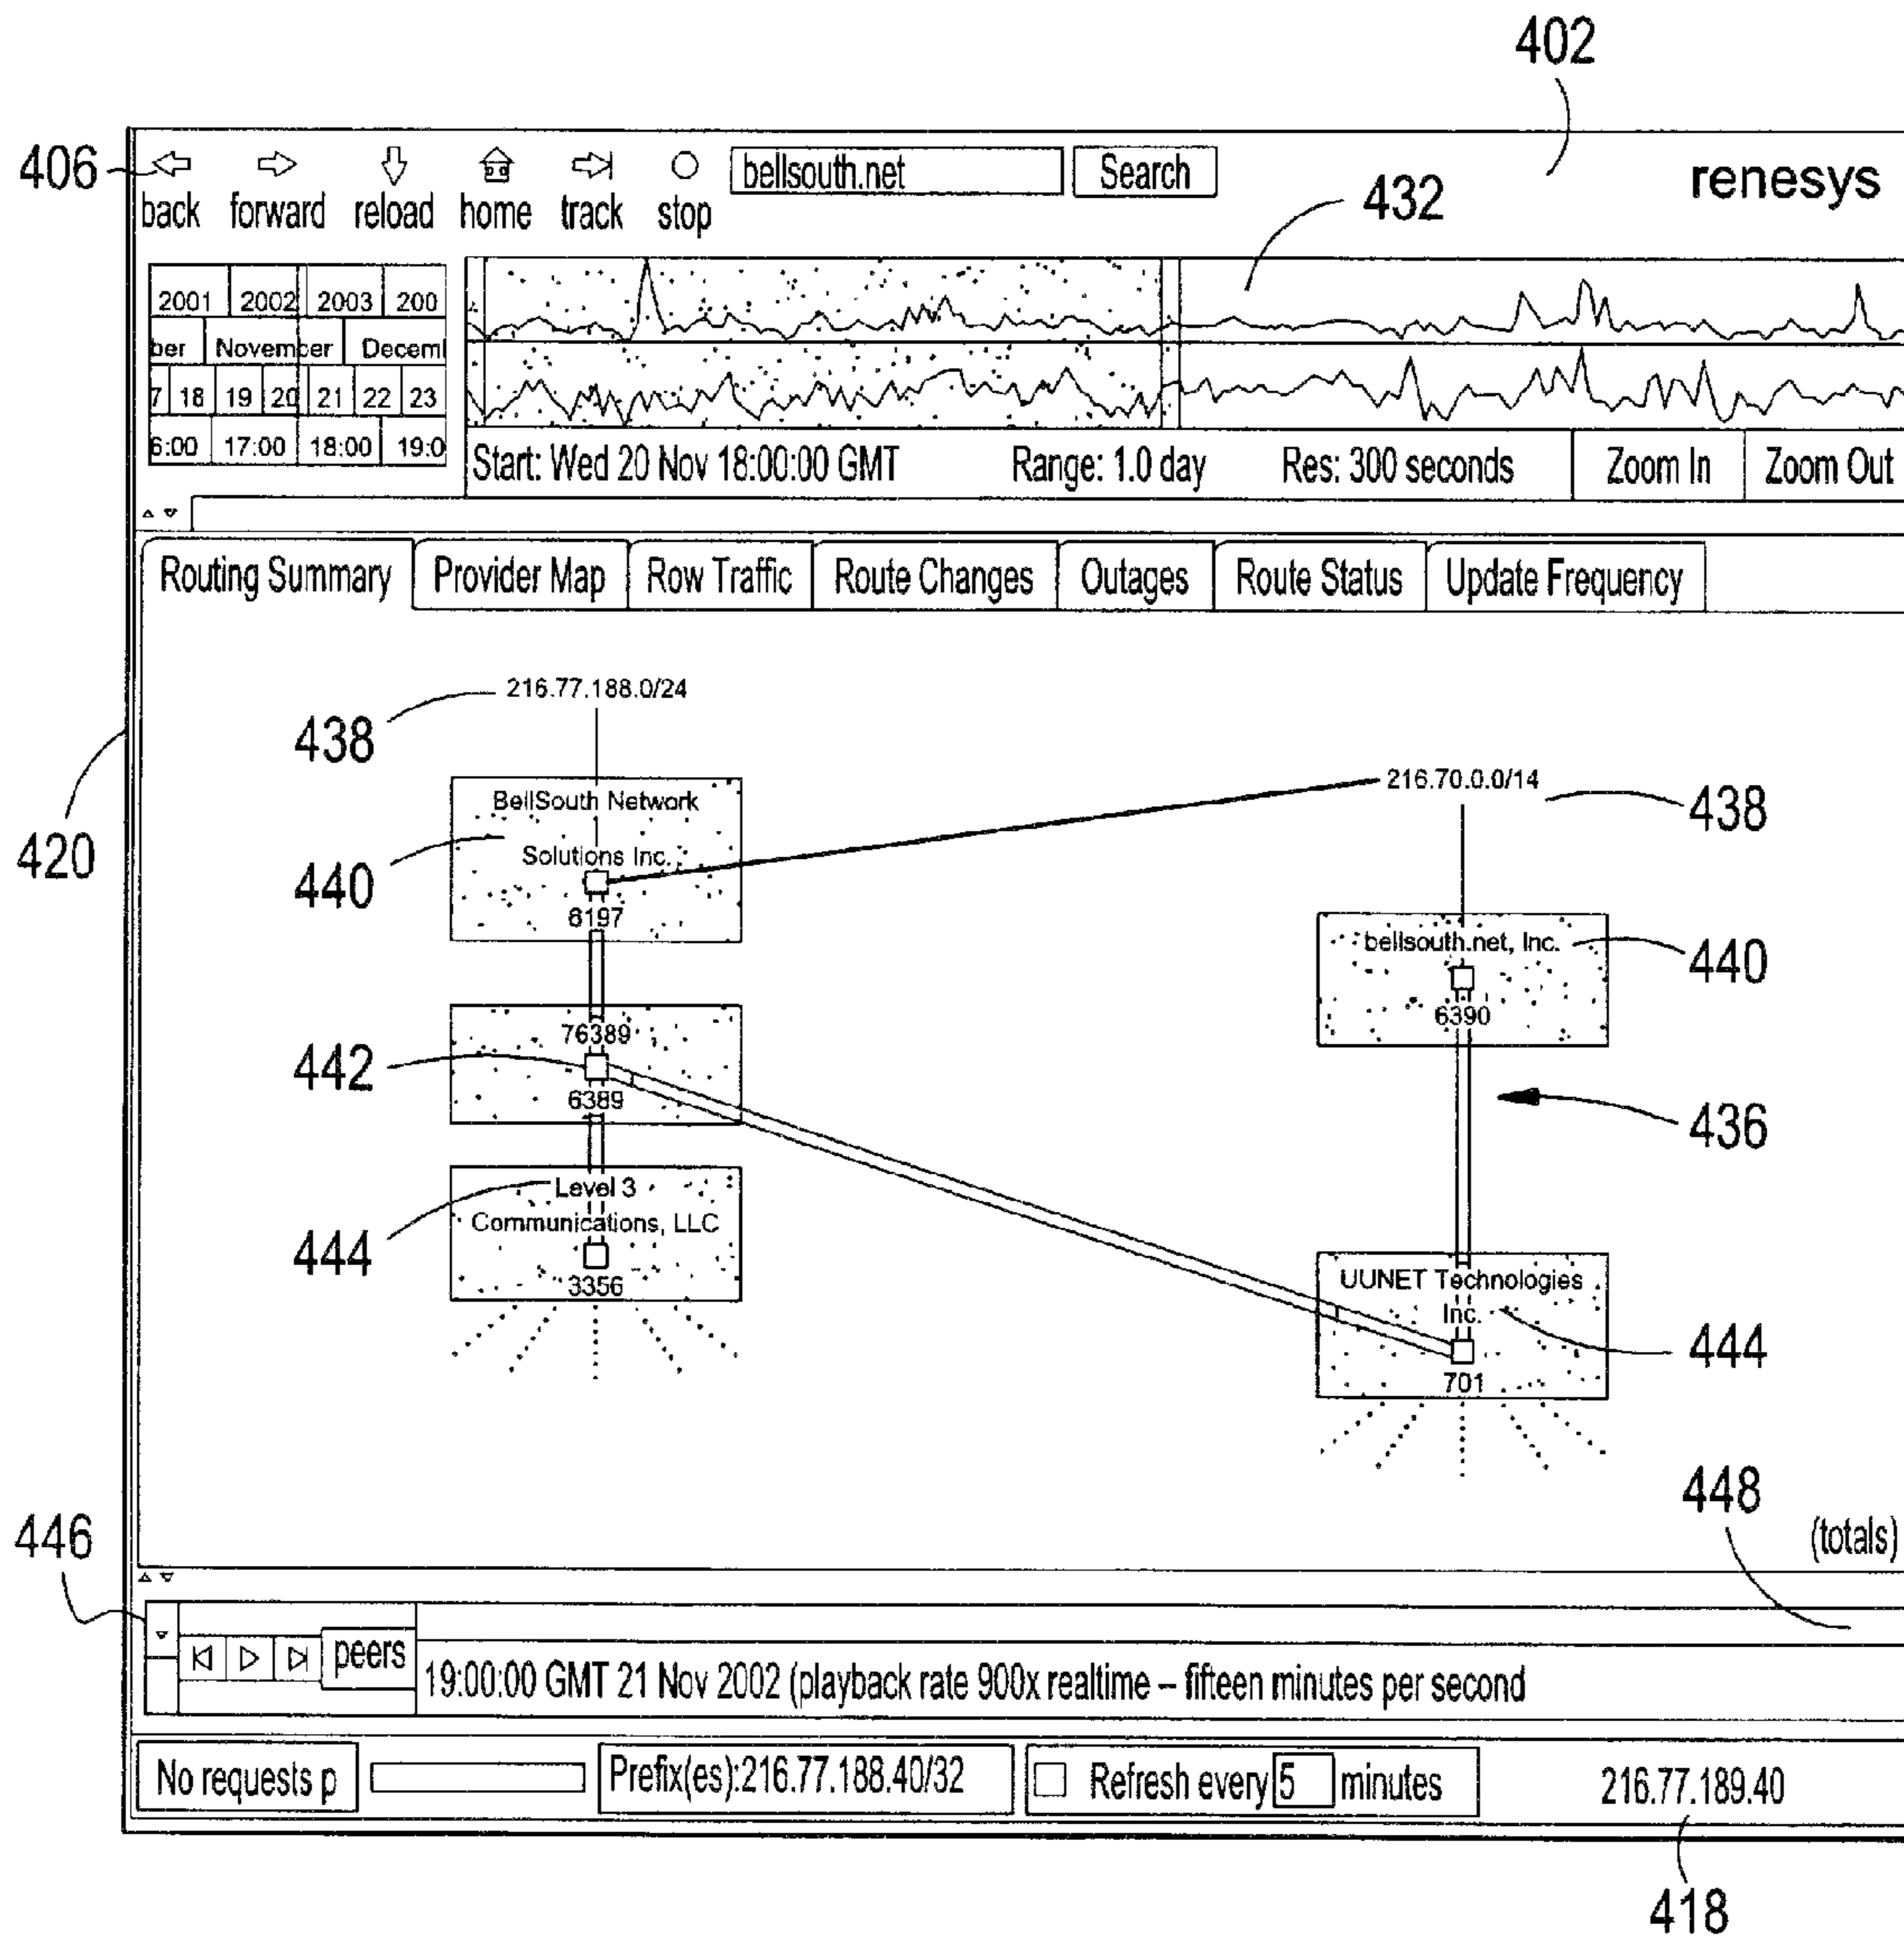 402
406
back forward reload home track stop
bellsouth.net
Search
renesys
432
2001 2002 2003 200
ber November Deceml
7 18 19 20 21 22 23
6:00 17:00 18:00 19:0
Start: Wed 20 Nov 18:00:00 GMT Range: 1.0 day Res: 300 seconds Zoom In Zoom Out
Routing Summary Provider Map Row Traffic Route Changes Outages Route Status Update Frequency
216.77.188.0/24
438
216.70.0.0/14
438
420
BellSouth Network
Solutions Inc.
440
8197
bellsouth.net, Inc.
440
6390
76389
442
6389
436
Level 3
Communications, LLC
444
3356
UUNET Technologies
Inc.
444
701
448
(totals)
446
peers
19:00:00 GMT 21 Nov 2002 (playback rate 900x realtime – fifteen minutes per second
No requests p
Prefix(es):216.77.188.40/32
Refresh every 5 minutes
216.77.189.40
418